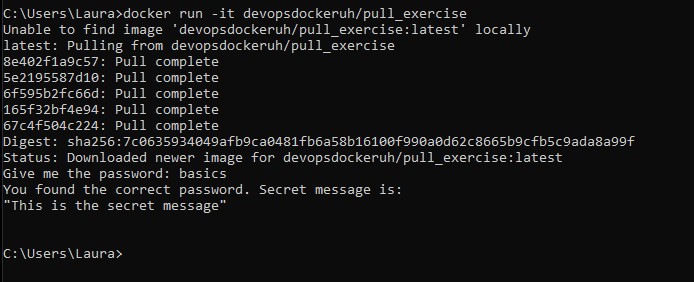 C:\Users\Laura>docker run -it devopsdockeruh/pull_exercise
Unable to find image 'devopsdockeruh/pull_exercise:latest' locally
latest: Pulling from devopsdockeruh/pull_exercise
8e402f1a9c57: Pull complete
5e2195587d10: Pull complete
6f595b2fc66d: Pull complete
165f32bf4e94: Pull complete
67c4f504c224: Pull complete
Digest: sha256:7c0635934049afb9ca0481fb6a58b16100f990a0d62c8665b9cfb5c9ada8a99f
Status: Downloaded newer image for devopsdockeruh/pull_exercise:latest
Give me the password: basics
You found the correct password. Secret message is:
"This is the secret message"
C:\Users\Laura>